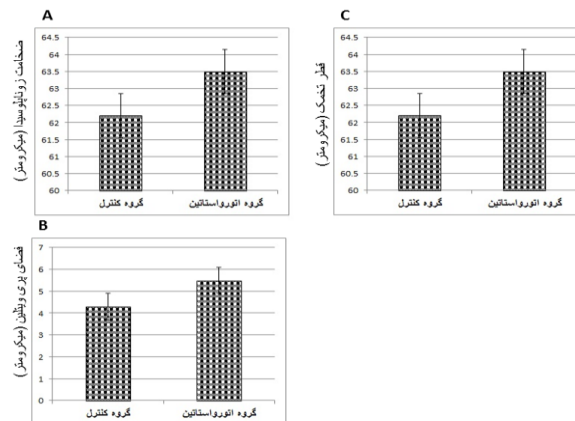 A
ضخامت زوناپلوسیدا (میکرومتر)
64.5
64
63.5
63
62.5
62
61.5
61
60.5
60
گروه کنترل
گروه اتورواستاتین
C
قطر تخمک (میکرومتر)
64.5
64
63.5
63
62.5
62
61.5
61
60.5
60
گروه کنترل
گروه اتورواستاتین
B
فضای پری ویتلین (میکرومتر)
7
6
5
4
3
2
1
0
گروه کنترل
گروه اتورواستاتین